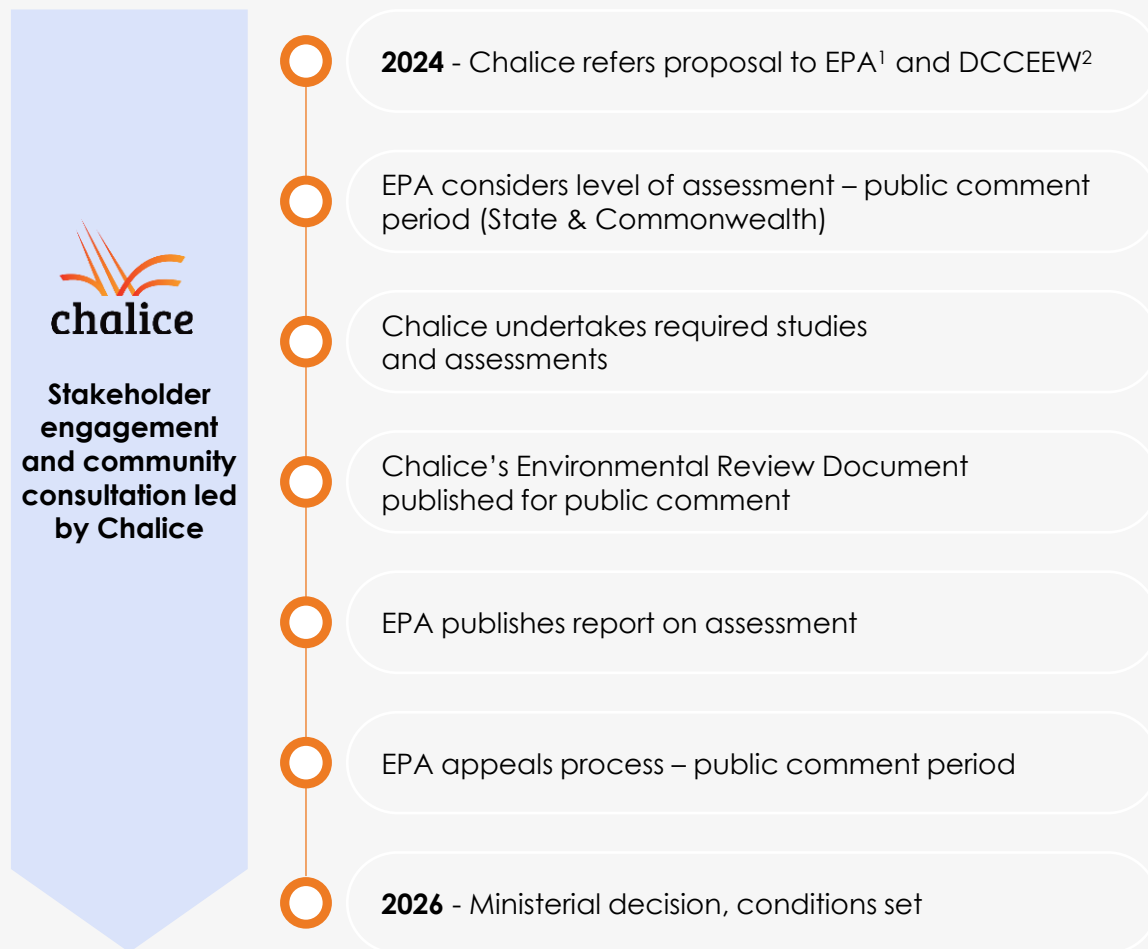 chalice
Stakeholder
engagement
and community
consultation led
by Chalice
2024 - Chalice refers proposal to EPA¹ and DCCEEW²
EPA considers level of assessment – public comment
period (State & Commonwealth)
Chalice undertakes required studies
and assessments
Chalice’s Environmental Review Document
published for public comment
EPA publishes report on assessment
EPA appeals process – public comment period
2026 - Ministerial decision, conditions set